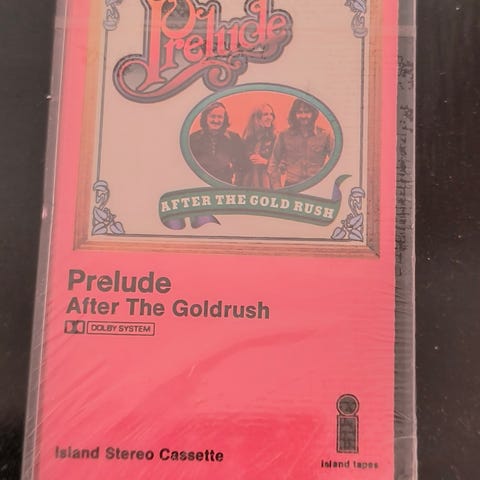 Prelude
AFTER THE GOLD RUSH
Prelude
After The Goldrush
DOLBY SYSTEM
Island Stereo Cassette
island tapes